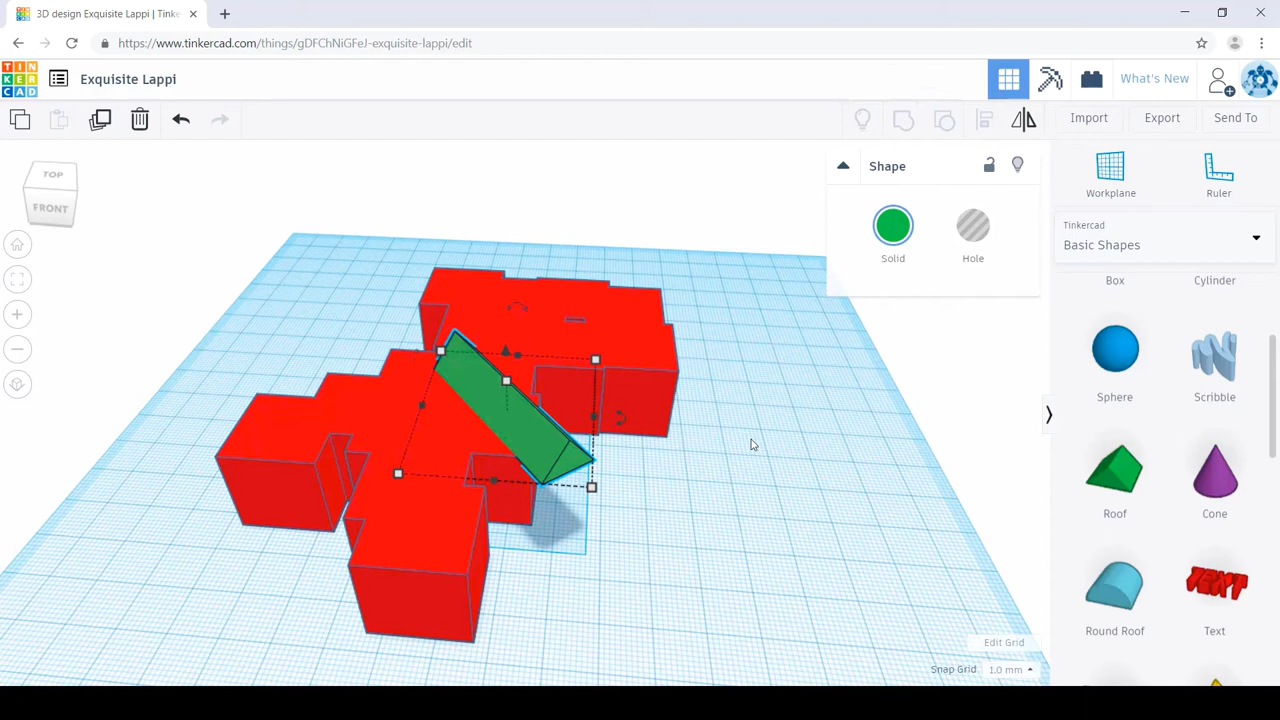 3D design Exquisite Lappi | Tinke
https://www.tinkercad.com/things/gDFChNiGFeJ-exquisite-lappi/edit
TIN
KER
CAD
Exquisite Lappi
What's New
Import
Export
Send To
TOP
FRONT
Shape
Solid
Hole
Workplane
Ruler
Tinkercad
Basic Shapes
Box
Cylinder
Sphere
Scribble
Roof
Cone
Round Roof
TEXT
Text
Edit Grid
Snap Grid
1.0 mm